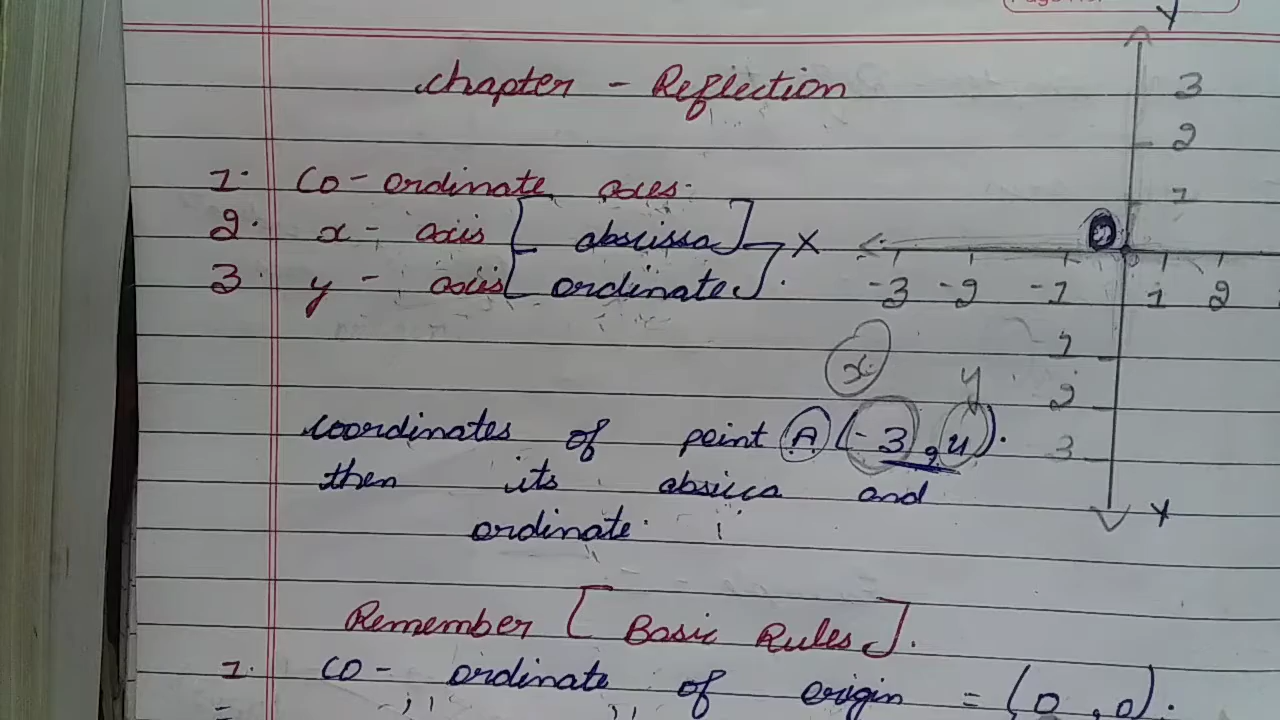 Y
chapter - Reflection
3
2
1. Co-ordinate axes.
1
2. x - axis [ abscissa ] X
0
3. y - axis [ ordinate ].
-3 -2 -1 1 2
1
x y 2
coordinates of point A (-3, 4).
3
then its absicca and
ordinate.
Y
Remember [ Basic Rules ].
1. CO - ordinate of origin = (0, 0).